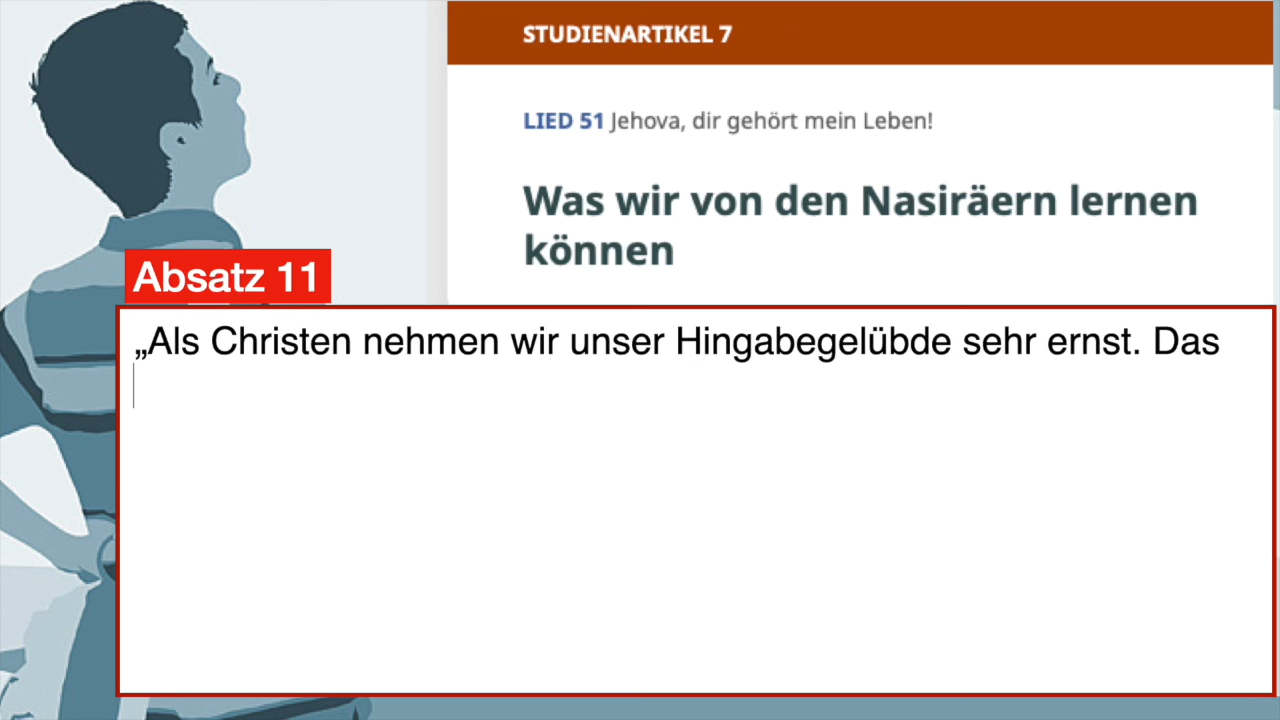 STUDIENARTIKEL 7
LIED 51 Jehova, dir gehört mein Leben!
Was wir von den Nasiräern lernen
können
Absatz 11
„Als Christen nehmen wir unser Hingabegelübde sehr ernst. Das